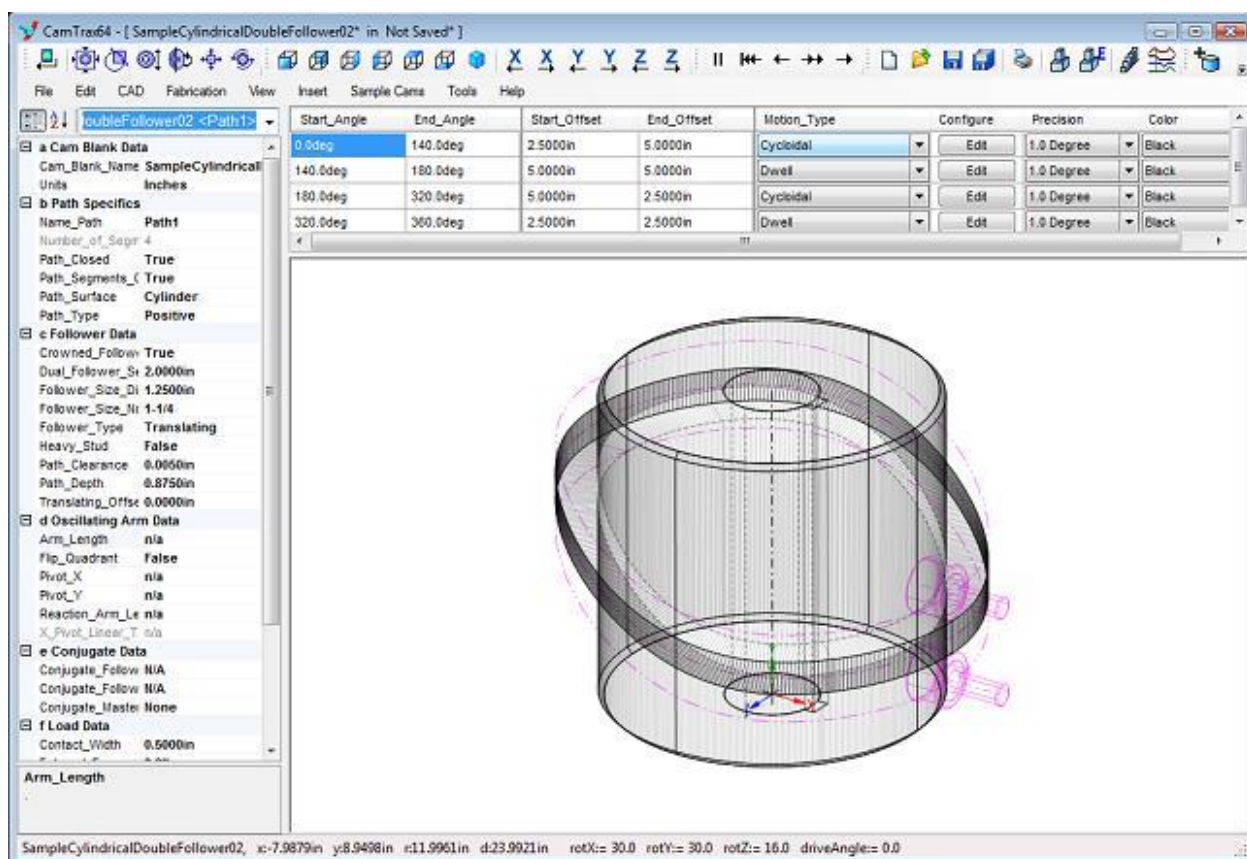 CamTrax64 - [ SampleCylindricalDoubleFollower02* in Not Saved* ]
X X Y Y Z Z
File Edit CAD Fabrication View Insert Sample Cams Tools Help
oubleFollower02 <Path1>
Start_Angle End_Angle Start_Offset End_Offset Motion_Type Configure Precision Color
0.0deg 140.0deg 2.5000in 5.0000in Cycloidal Edit 1.0 Degree Black
140.0deg 180.0deg 5.0000in 5.0000in Dwell Edit 1.0 Degree Black
180.0deg 320.0deg 5.0000in 2.5000in Cycloidal Edit 1.0 Degree Black
320.0deg 360.0deg 2.5000in 2.5000in Dwell Edit 1.0 Degree Black
a Cam Blank Data
Cam_Blank_Name SampleCylindricall
Units Inches
b Path Specifics
Name_Path Path1
Number_of_Segm 4
Path_Closed True
Path_Segments_C True
Path_Surface Cylinder
Path_Type Positive
c Follower Data
Crowned_Follow True
Dual_Follower_S 2.0000in
Follower_Size_Di 1.2500in
Follower_Size_N 1-1/4
Follower_Type Translating
Heavy_Stud False
Path_Clearance 0.0050in
Path_Depth 0.8750in
Translating_Offse 0.0000in
d Oscillating Arm Data
Arm_Length n/a
Flip_Quadrant False
Pivot_X n/a
Pivot_Y n/a
Reaction_Arm_Le n/a
X_Pivot_Linear_T n/a
e Conjugate Data
Conjugate_Follow N/A
Conjugate_Follow N/A
Conjugate_Master None
f Load Data
Contact_Width 0.5000in
Arm_Length
SampleCylindricalDoubleFollower02, x:-7.9879in y:8.9498in r:11.9961in d:23.9921in rotX:= 30.0 rotY:= 30.0 rotZ:= 16.0 driveAngle:= 0.0